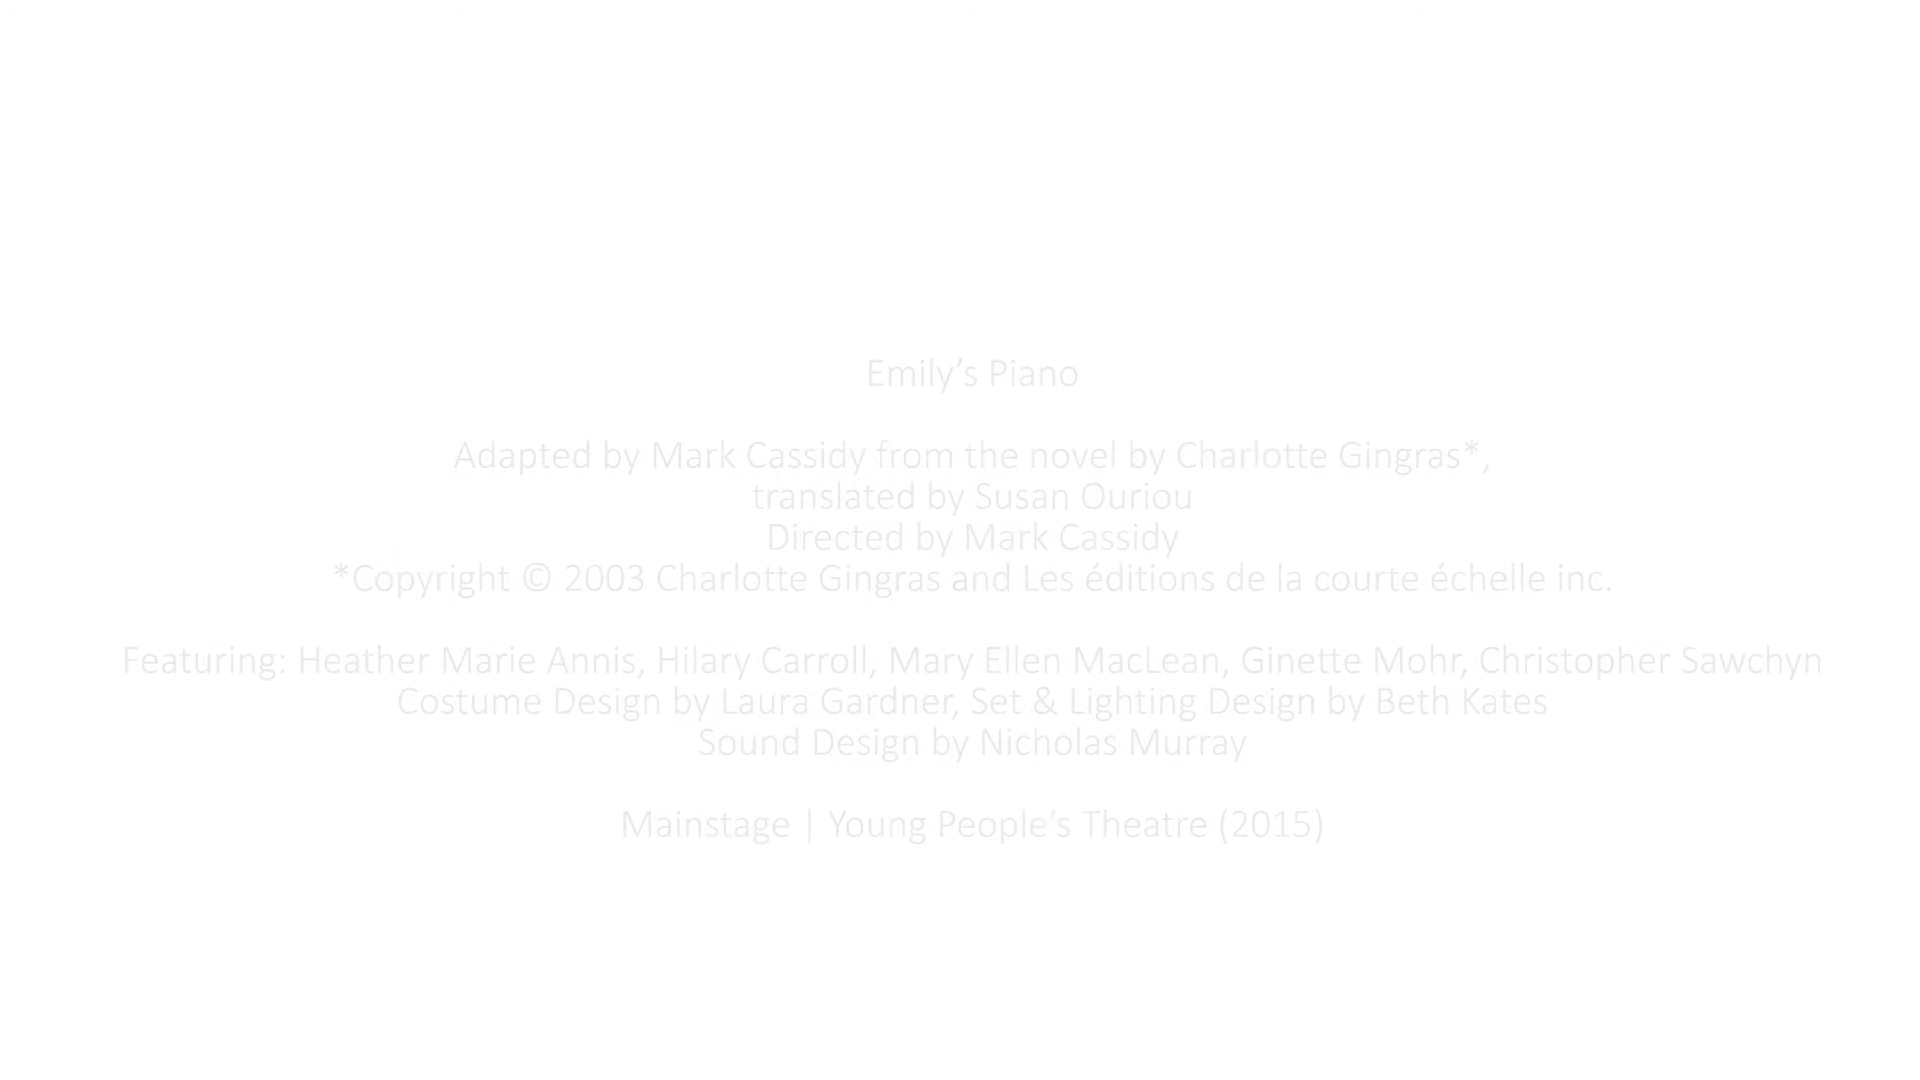 Emily’s Piano
Adapted by Mark Cassidy from the novel by Charlotte Gingras*,
translated by Susan Ouriou
Directed by Mark Cassidy
*Copyright © 2003 Charlotte Gingras and Les éditions de la courte échelle inc.
Featuring: Heather Marie Annis, Hilary Carroll, Mary Ellen MacLean, Ginette Mohr, Christopher Sawchyn
Costume Design by Laura Gardner, Set & Lighting Design by Beth Kates
Sound Design by Nicholas Murray
Mainstage | Young People’s Theatre (2015)